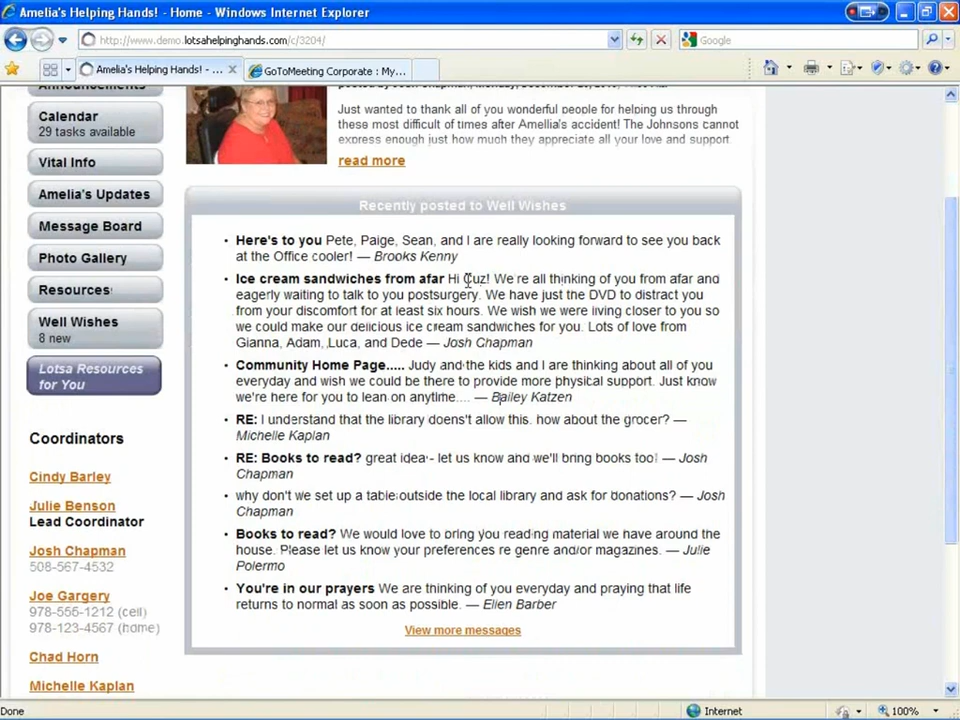 Amelia's Helping Hands! - Home - Windows Internet Explorer
http://www.demo.lotsahelpinghands.com/c/3204/
Google
Amelia's Helping Hands! - ...
GoToMeeting Corporate : My...
Announcements
Calendar
29 tasks available
Vital Info
Amelia's Updates
Message Board
Photo Gallery
Resources
Well Wishes
8 new
Lotsa Resources
for You
Coordinators
Cindy Barley
Julie Benson
Lead Coordinator
Josh Chapman
508-567-4532
Joe Gargery
978-555-1212 (cell)
978-123-4567 (home)
Chad Horn
Michelle Kaplan
Just wanted to thank all of you wonderful people for helping us through
these most difficult of times after Amellia's accident! The Johnsons cannot
express enough just how much they appreciate all your love and support.
read more
Recently posted to Well Wishes
• Here's to you Pete, Paige, Sean, and I are really looking forward to see you back
at the Office cooler! — Brooks Kenny
• Ice cream sandwiches from afar Hi Cuz! We're all thinking of you from afar and
eagerly waiting to talk to you postsurgery. We have just the DVD to distract you
from your discomfort for at least six hours. We wish we were living closer to you so
we could make our delicious ice cream sandwiches for you. Lots of love from
Gianna, Adam, Luca, and Dede — Josh Chapman
• Community Home Page..... Judy and the kids and I are thinking about all of you
everyday and wish we could be there to provide more physical support. Just know
we're here for you to lean on anytime.... — Bailey Katzen
• RE: I understand that the library doens't allow this. how about the grocer? —
Michelle Kaplan
• RE: Books to read? great idea - let us know and we'll bring books too! — Josh
Chapman
• why don't we set up a table outside the local library and ask for donations? — Josh
Chapman
• Books to read? We would love to bring you reading material we have around the
house. Please let us know your preferences re genre and/or magazines. — Julie
Polermo
• You're in our prayers We are thinking of you everyday and praying that life
returns to normal as soon as possible. — Ellen Barber
View more messages
Done
Internet
100%